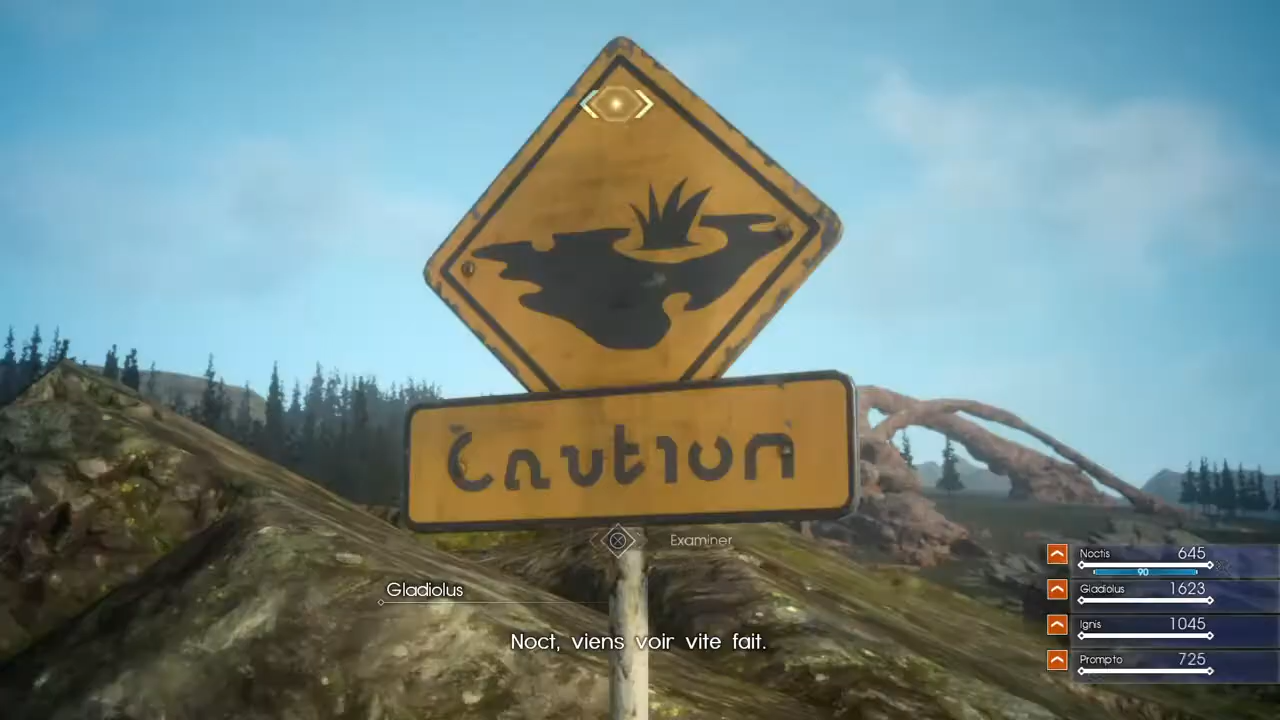 Caution
Examiner
Gladiolus
Noct, viens voir vite fait.
Noctis 645
90
Gladiolus 1623
Ignis 1045
Prompto 725